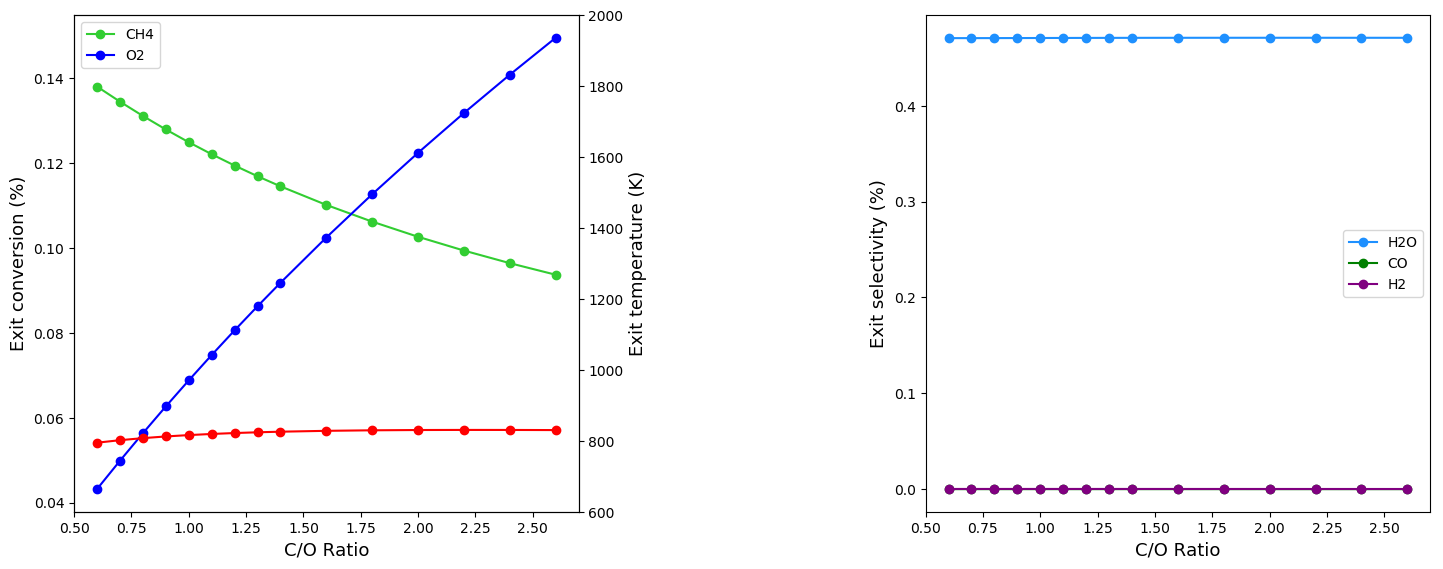 CH4
O2
0.14
0.12
0.10
0.08
0.06
0.04
Exit conversion (%)
0.50 0.75 1.00 1.25 1.50 1.75 2.00 2.25 2.50
C/O Ratio
2000
1800
1600
1400
1200
1000
800
600
Exit temperature (K)
0.4
0.3
0.2
0.1
0.0
Exit selectivity (%)
H2O
CO
H2
0.50 0.75 1.00 1.25 1.50 1.75 2.00 2.25 2.50
C/O Ratio